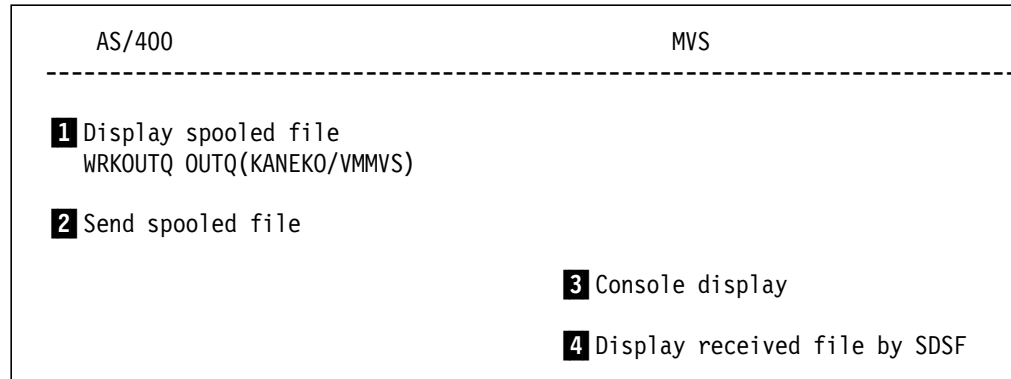 AS/400 MVS
--------------------------------------------------------------------------------
1 Display spooled file
WRKOUTQ OUTQ(KANEKO/VMMVS)
2 Send spooled file
3 Console display
4 Display received file by SDSF